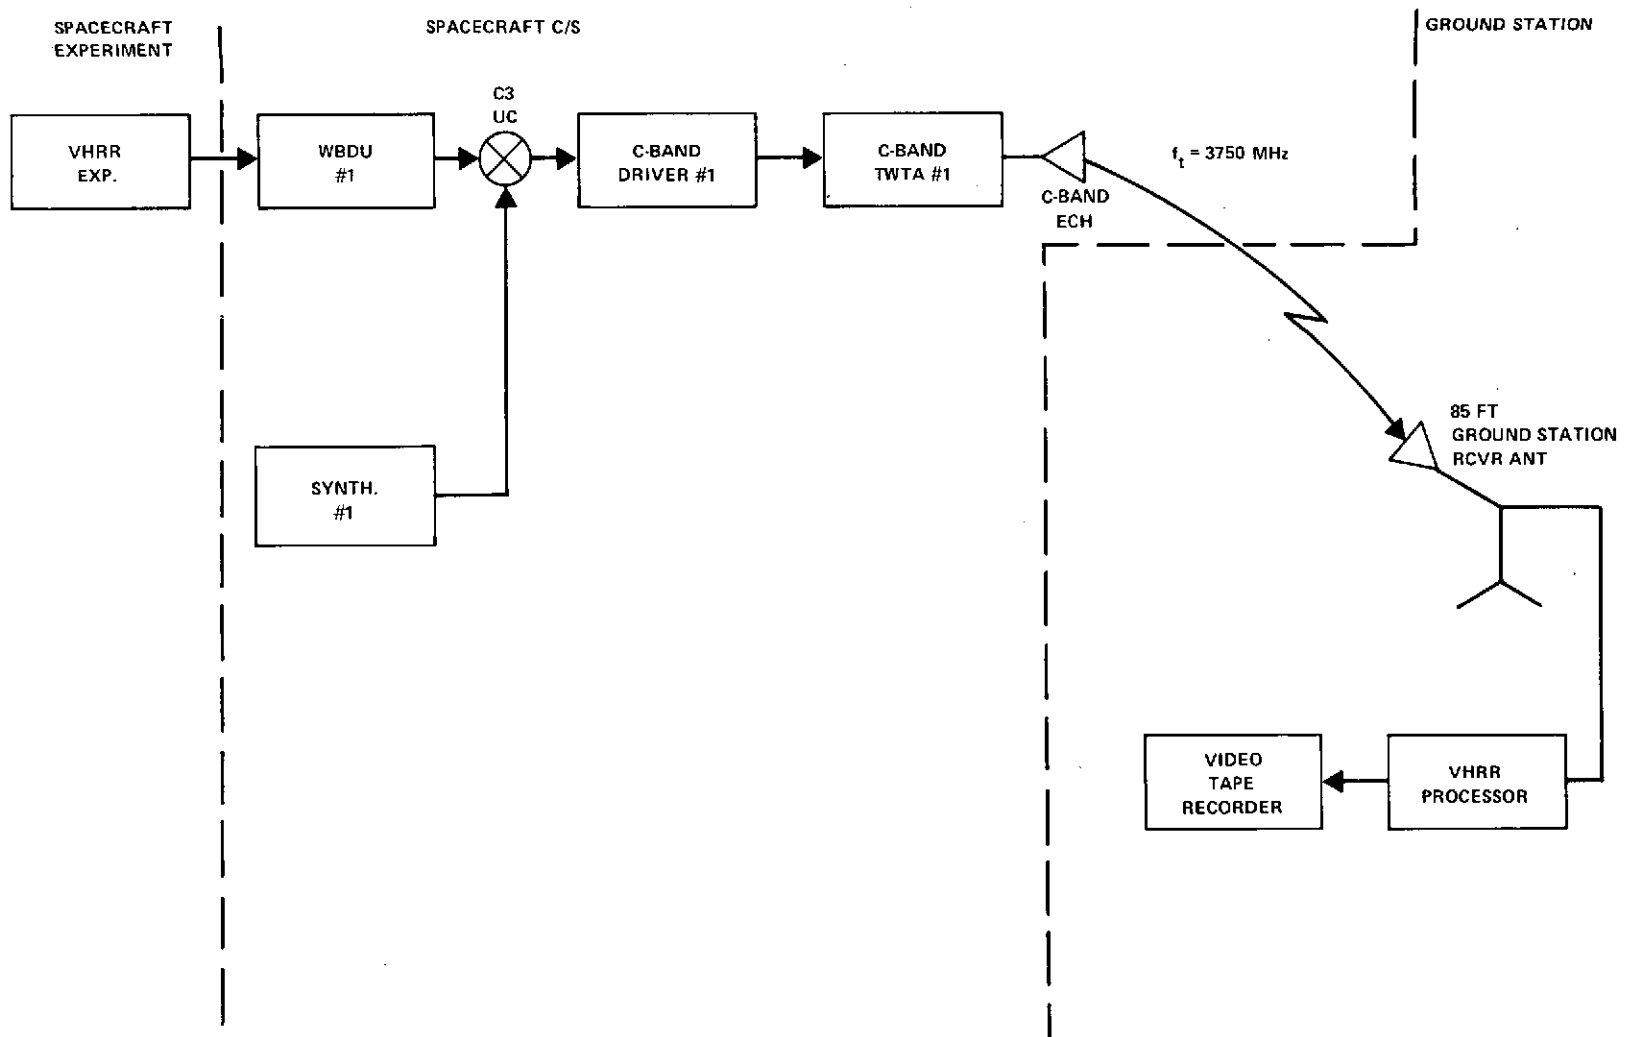 SPACECRAFT
EXPERIMENT
SPACECRAFT C/S
GROUND STATION
VHRR
EXP.
WBDU
#1
C3
UC
C-BAND
DRIVER #1
C-BAND
TWTA #1
C-BAND
ECH
f_t = 3750 MHz
SYNTH.
#1
85 FT
GROUND STATION
RCVR ANT
VIDEO
TAPE
RECORDER
VHRR
PROCESSOR